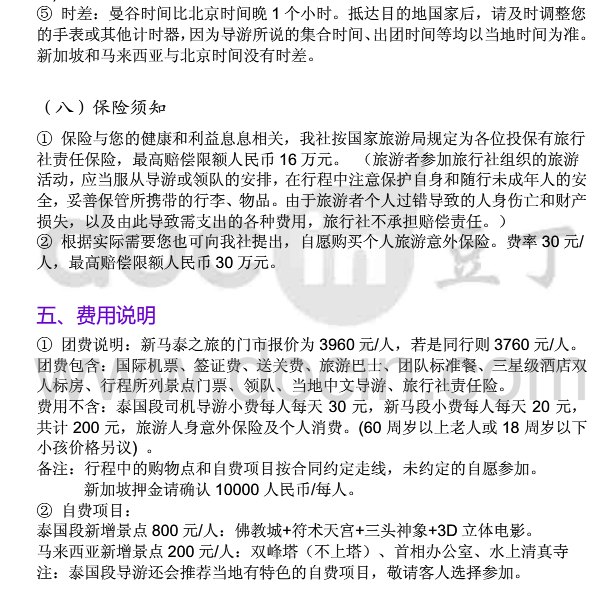 ⑤ 时差：曼谷时间比北京时间晚 1 个小时。抵达目的地国家后，请及时调整您
的手表或其他计时器,因为导游所说的集合时间、出团时间等均以当地时间为准。
新加坡和马来西亚与北京时间没有时差。
（八）保险须知
① 保险与您的健康和利益息息相关，我社按国家旅游局规定为各位投保有旅行
社责任保险，最高赔偿限额人民币 16 万元。（旅游者参加旅行社组织的旅游
活动，应当服从导游或领队的安排，在行程中注意保护自身和随行未成年人的安
全，妥善保管所携带的行李、物品。由于旅游者个人过错导致的人身伤亡和财产
损失，以及由此导致需支出的各种费用，旅行社不承担赔偿责任。）
② 根据实际需要您也可向我社提出，自愿购买个人旅游意外保险。费率 30 元/
人，最高赔偿限额人民币 30 万元。
docin 豆丁
五、费用说明
① 团费说明：新马泰之旅的门市报价为 3960 元/人，若是同行则 3760 元/人。
团费包含：国际机票、签证费、送关费、旅游巴士、团队标准餐、三星级酒店双
www.docin.com
人标房、行程所列景点门票、领队、当地中文导游、旅行社责任险。
费用不含：泰国段司机导游小费每人每天 30 元，新马段小费每人每天 20 元，
共计 200 元，旅游人身意外保险及个人消费。(60 周岁以上老人或 18 周岁以下
小孩价格另议) 。
备注：行程中的购物点和自费项目按合同约定走线，未约定的自愿参加。
新加坡押金请确认 10000 人民币/每人。
② 自费项目：
泰国段新增景点 800 元/人：佛教城+符术天宫+三头神象+3D 立体电影。
马来西亚新增景点 200 元/人：双峰塔（不上塔）、首相办公室、水上清真寺
注：泰国段导游还会推荐当地有特色的自费项目，敬请客人选择参加。